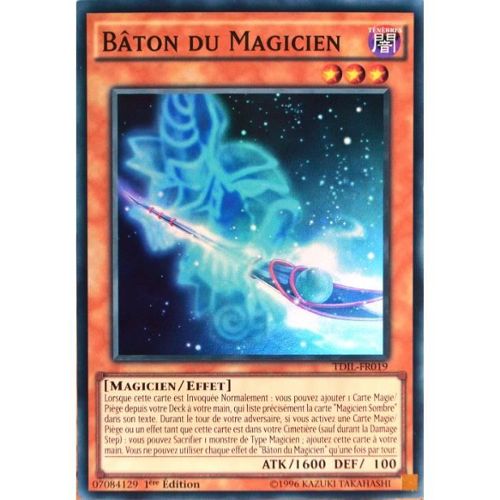 BÂTON DU MAGICIEN
TÉNÈBRES
闇
TDIL-FR019
[MAGICIEN/EFFET]
Lorsque cette carte est Invoquée Normalement : vous pouvez ajouter 1 Carte Magie/
Piège depuis votre Deck à votre main, qui liste précisément la carte "Magicien Sombre"
dans son texte. Durant le tour de votre adversaire, si vous activez une Carte Magie/
Piège ou un effet tant que cette carte est dans votre Cimetière (sauf durant la Damage
Step) : vous pouvez Sacrifier 1 monstre de Type Magicien ; ajoutez cette carte à votre
main. Vous ne pouvez utiliser chaque effet de "Bâton du Magicien" qu'une fois par tour.
ATK/1600 DEF/ 100
07084129 1ère Édition ©1996 KAZUKI TAKAHASHI